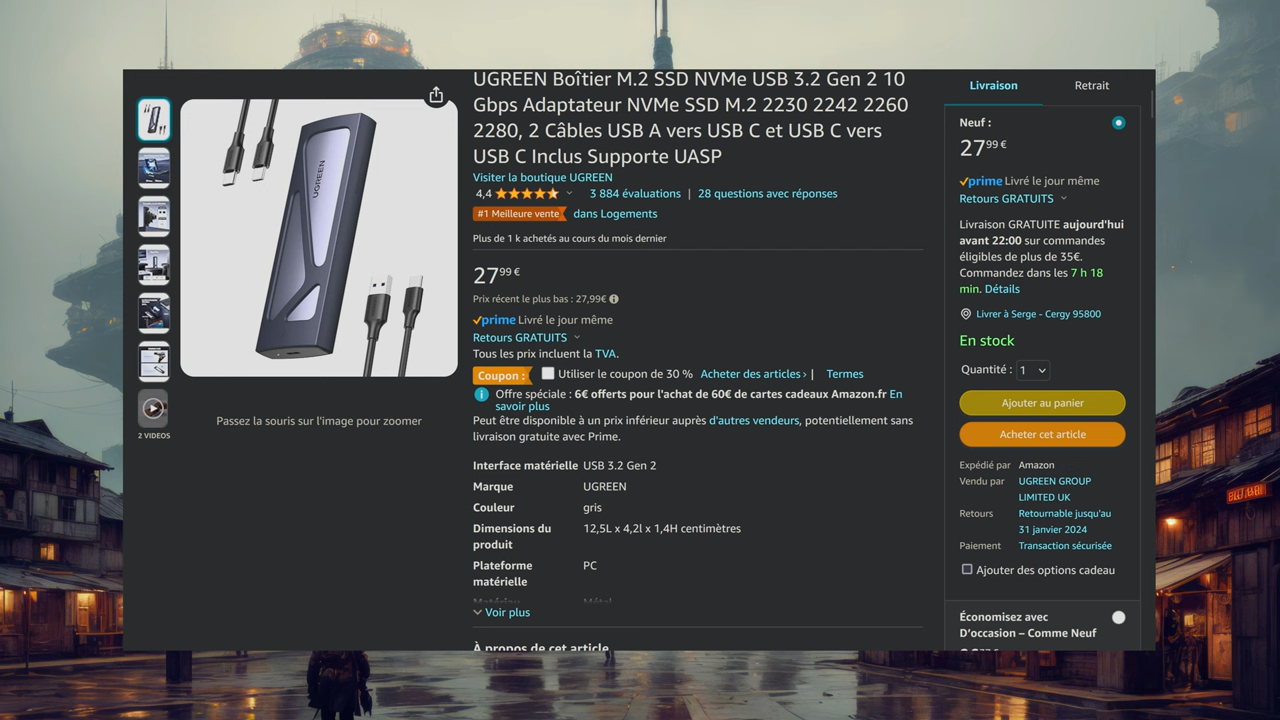 UGREEN Boîtier M.2 SSD NVMe USB 3.2 Gen 2 10
Gbps Adaptateur NVMe SSD M.2 2230 2242 2260
2280, 2 Câbles USB A vers USB C et USB C vers
USB C Inclus Supporte UASP
Visiter la boutique UGREEN
4,4
3 884 évaluations | 28 questions avec réponses
#1 Meilleure vente dans Logements
Plus de 1 k achetés au cours du mois dernier
27 99 €
Prix récent le plus bas : 27,99€
prime Livré le jour même
Retours GRATUITS
Tous les prix incluent la TVA.
Coupon : Utiliser le coupon de 30 % Acheter des articles › | Termes
Offre spéciale : 6€ offerts pour l'achat de 60€ de cartes cadeaux Amazon.fr En
savoir plus
Peut être disponible à un prix inférieur auprès d'autres vendeurs, potentiellement sans
livraison gratuite avec Prime.
Interface matérielle USB 3.2 Gen 2
Marque UGREEN
Couleur gris
Dimensions du
produit
12,5L x 4,2l x 1,4H centimètres
Plateforme
matérielle
PC
Matériau Métal
Voir plus
À propos de cet article
UGREEN
2 VIDEOS
Passez la souris sur l'image pour zoomer
Livraison Retrait
Neuf :
27 99 €
prime Livré le jour même
Retours GRATUITS
Livraison GRATUITE aujourd'hui
avant 22:00 sur commandes
éligibles de plus de 35€.
Commandez dans les 7 h 18
min. Détails
Livrer à Serge - Cergy 95800
En stock
Quantité : 1
Ajouter au panier
Acheter cet article
Expédié par Amazon
Vendu par UGREEN GROUP
LIMITED UK
Retours Retournable jusqu'au
31 janvier 2024
Paiement Transaction sécurisée
Ajouter des options cadeau
Économisez avec
D'occasion – Comme Neuf